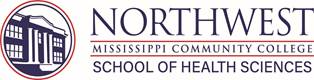 NORTHWEST
MISSISSIPPI COMMUNITY COLLEGE
SCHOOL OF HEALTH SCIENCES